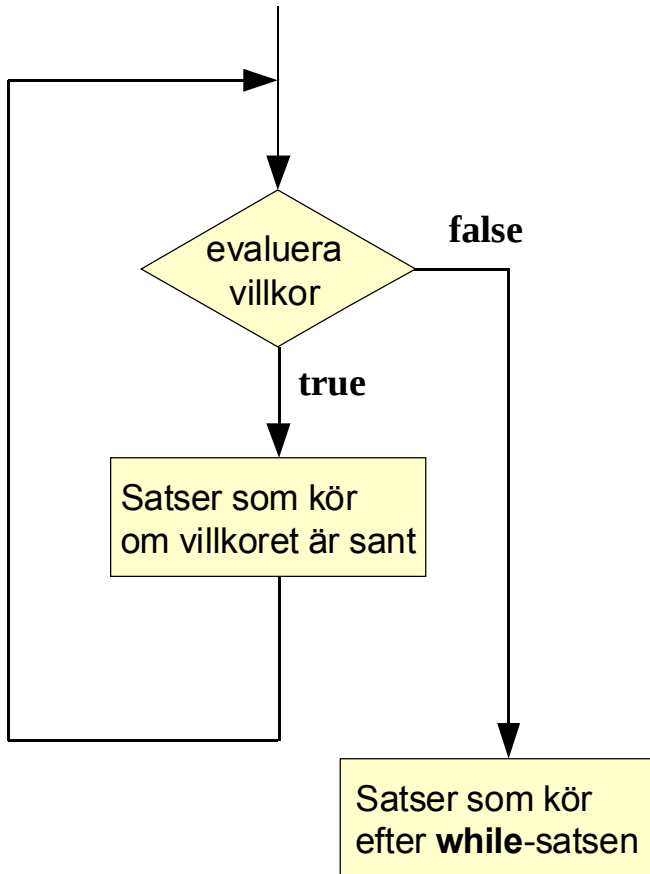 evaluera
villkor
false
true
Satser som kör
om villkoret är sant
Satser som kör
efter while-satsen